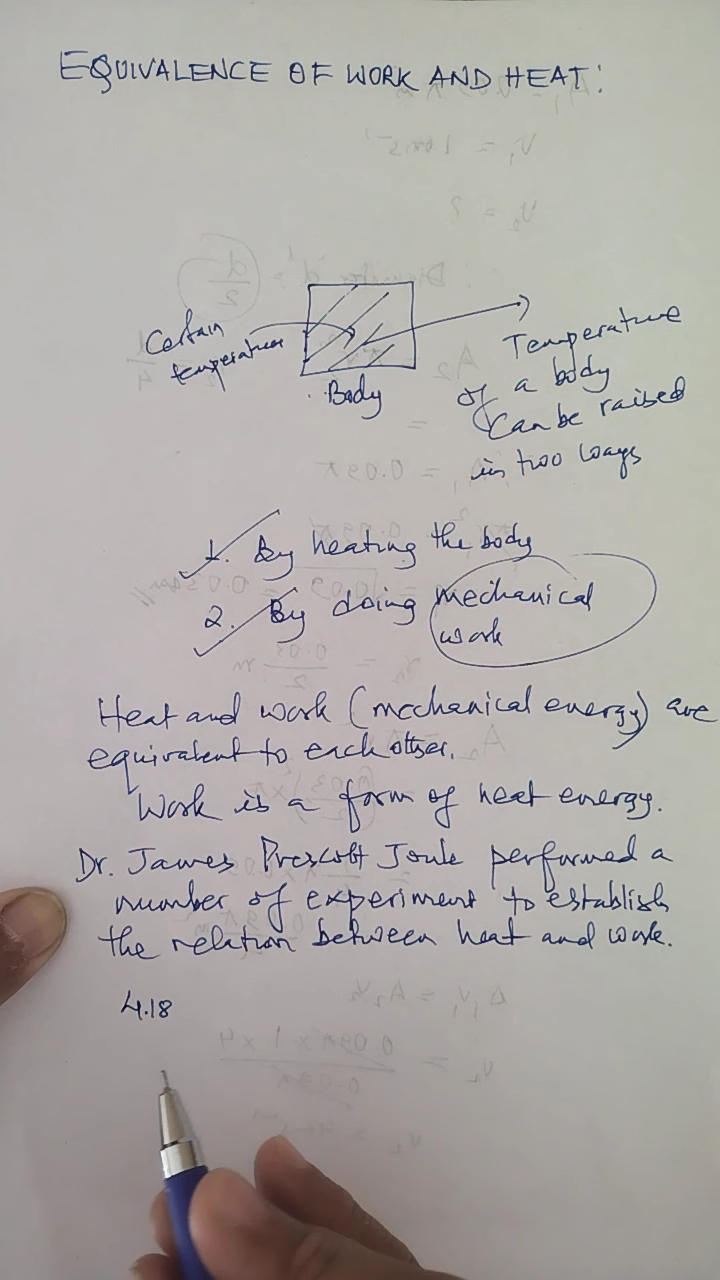 EQUIVALENCE OF WORK AND HEAT:
Certain
temperature
Body
Temperature
of a body
can be raised
in two ways
1. By heating the body
2. By doing mechanical
work
Heat and work (mechanical energy) are
equivalent to each other.
Work is a form of heat energy.
Dr. James Prescott Joule performed a
number of experiment to establish
the relation between heat and work.
4.18